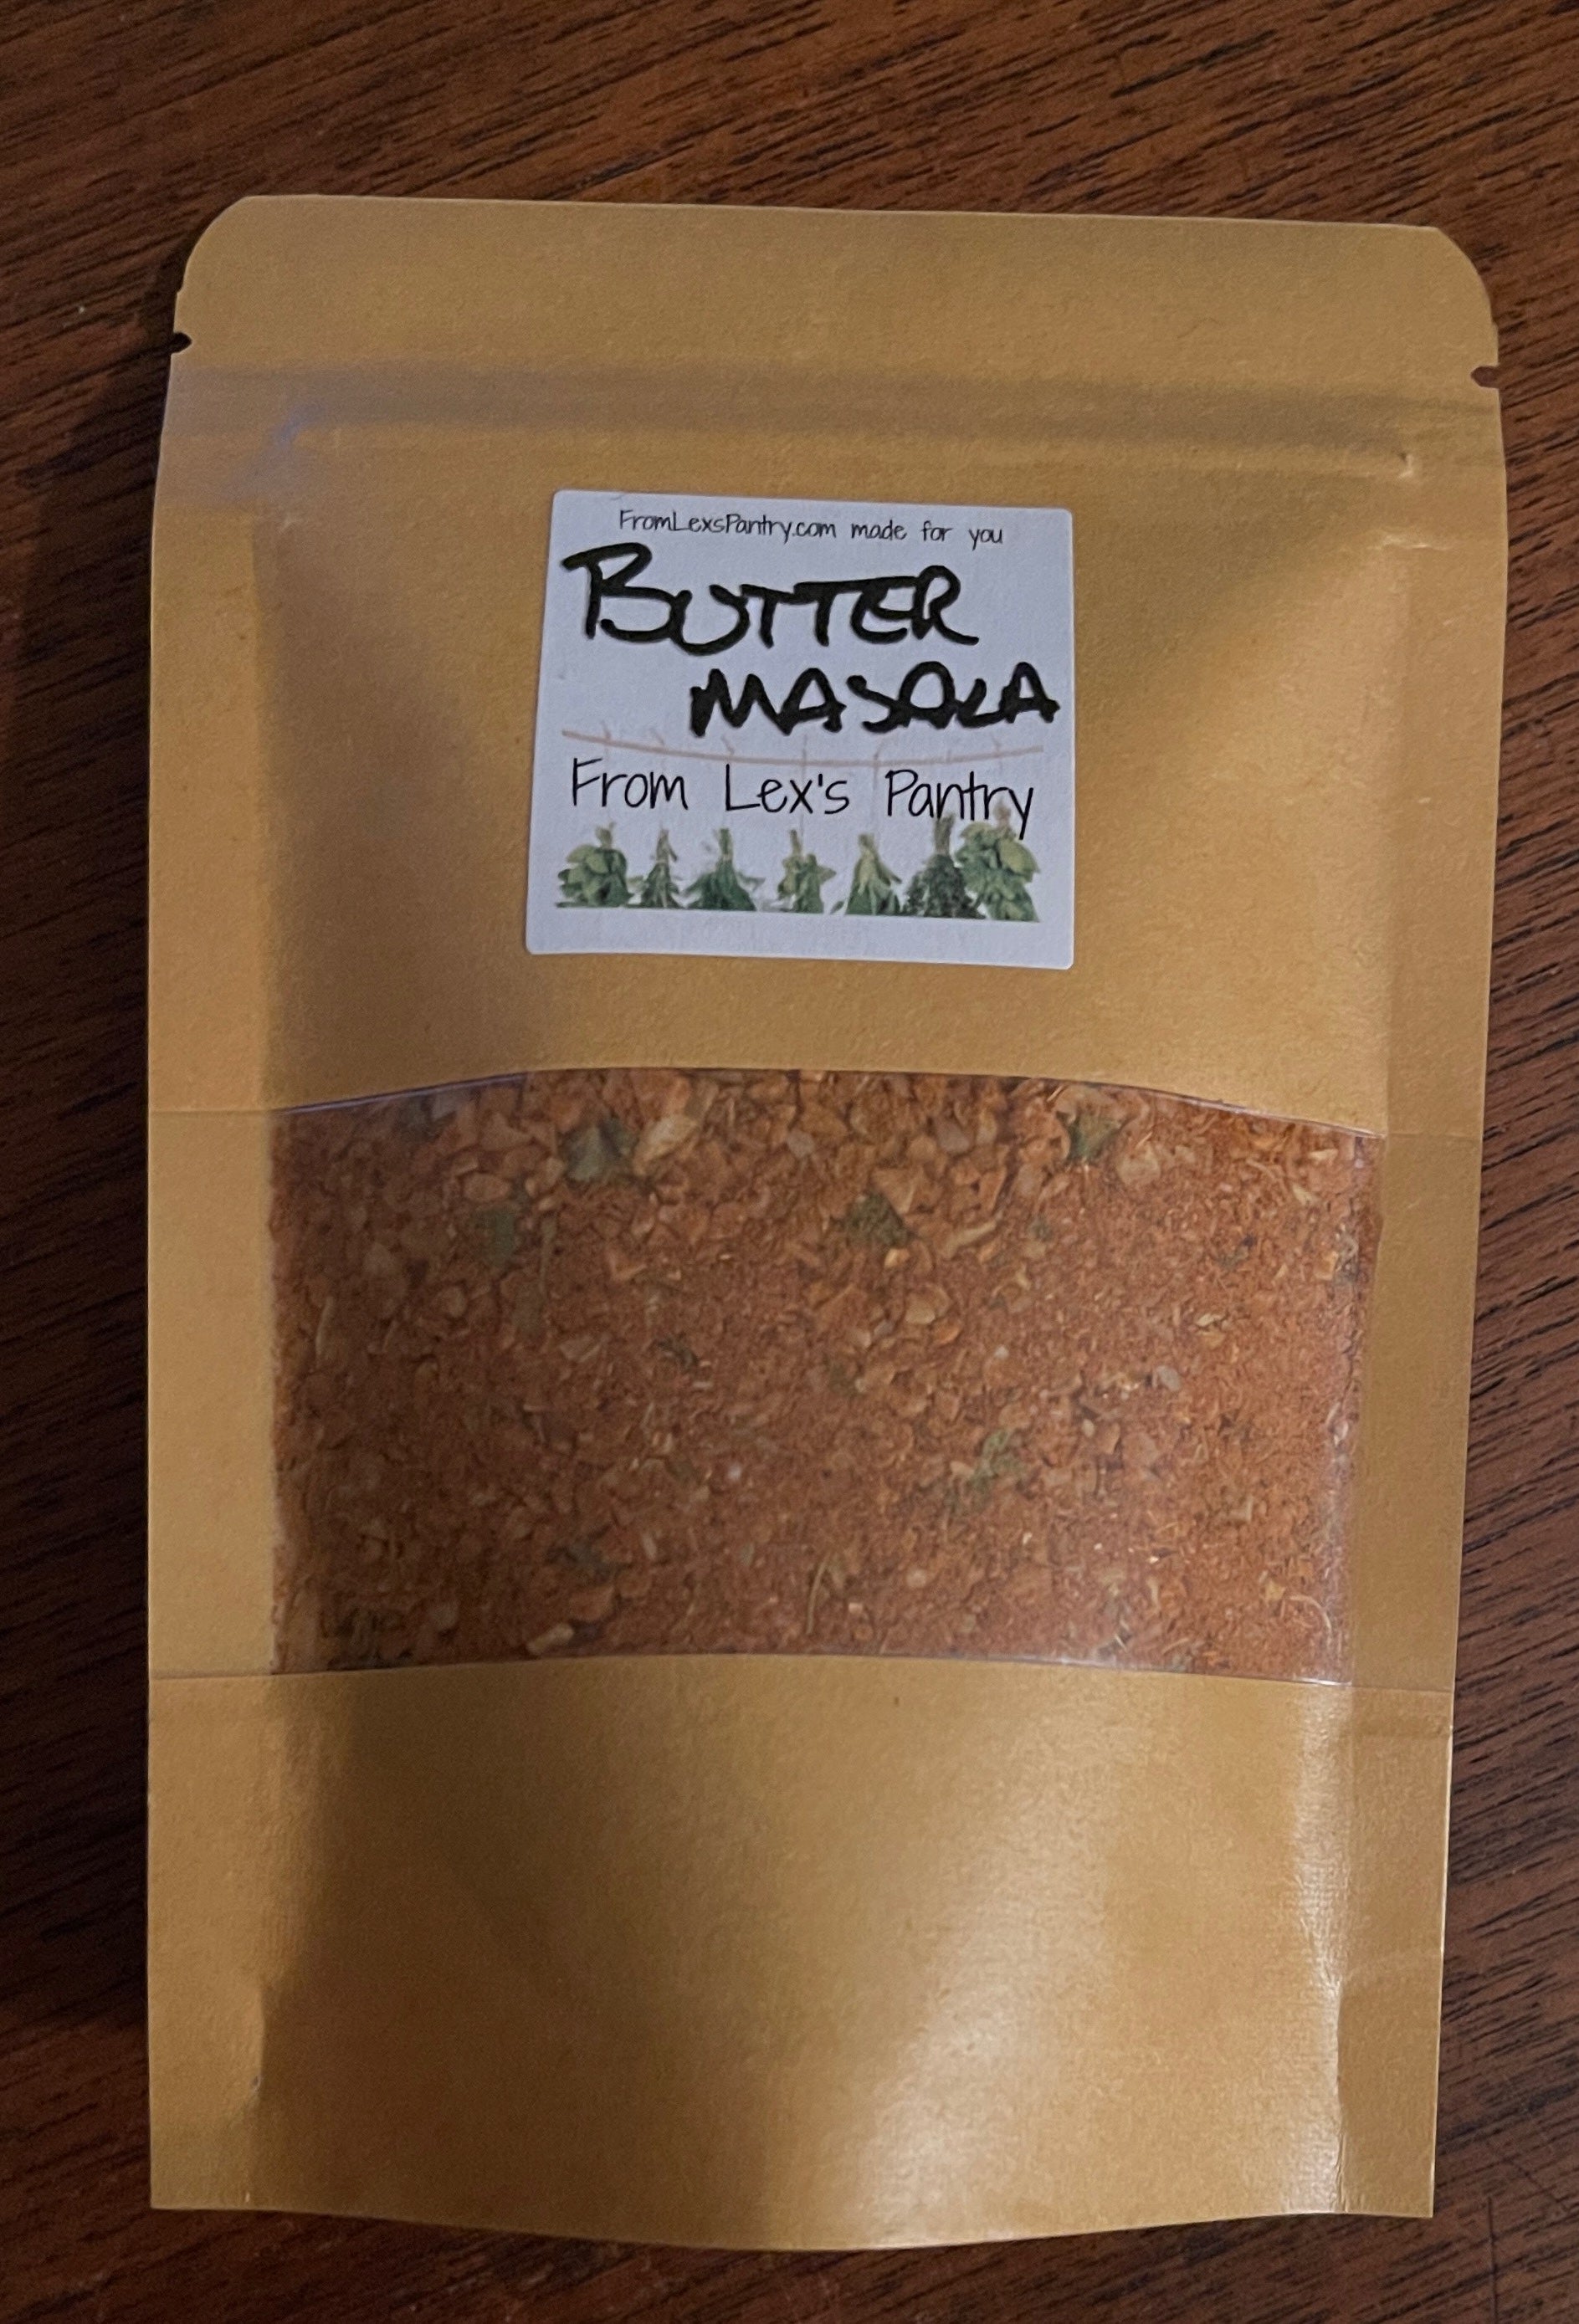 FromLexsPantry.com made for you
BUTTER
MASALA
From Lex's Pantry